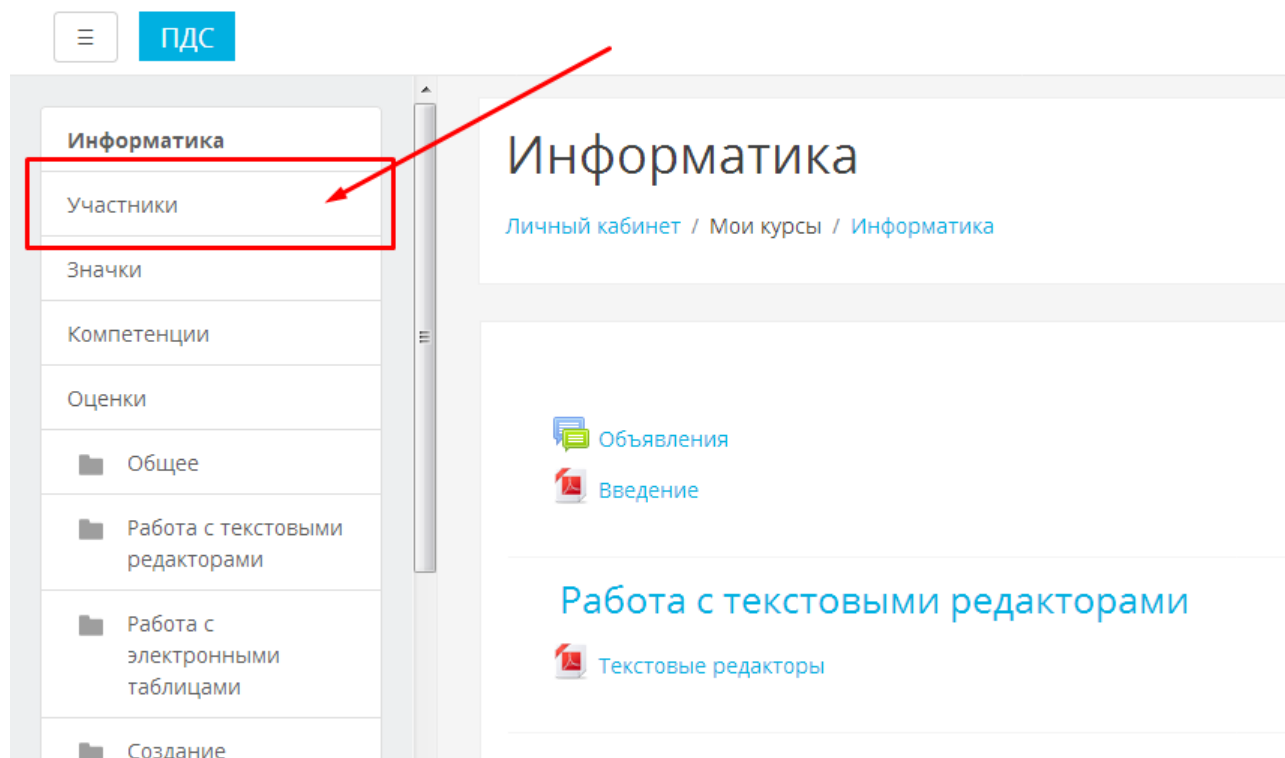 ПДС
Информатика
Участники
Значки
Компетенции
Оценки
Общее
Работа с текстовыми
редакторами
Работа с
электронными
таблицами
Создание
Информатика
Личный кабинет / Мои курсы / Информатика
Объявления
Введение
Работа с текстовыми редакторами
Текстовые редакторы